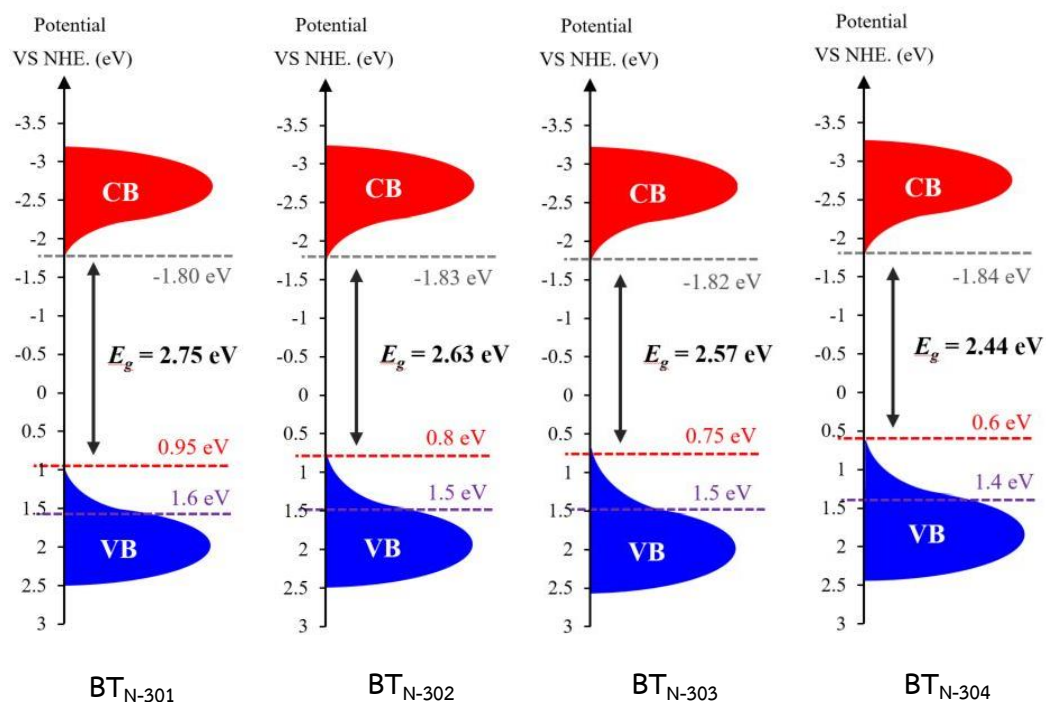 Potential
VS NHE. (eV)
-3.5
-3
-2.5
-2
-1.5
-1
-0.5
0
0.5
1
1.5
2
2.5
3
CB
-1.80 eV
Eg = 2.75 eV
0.95 eV
1.6 eV
VB
BTN-301
Potential
VS NHE. (eV)
-3.5
-3
-2.5
-2
-1.5
-1
-0.5
0
0.5
1
1.5
2
2.5
3
CB
-1.83 eV
Eg = 2.63 eV
0.8 eV
1.5 eV
VB
BTN-302
Potential
VS NHE. (eV)
-3.5
-3
-2.5
-2
-1.5
-1
-0.5
0
0.5
1
1.5
2
2.5
3
CB
-1.82 eV
Eg = 2.57 eV
0.75 eV
1.5 eV
VB
BTN-303
Potential
VS NHE. (eV)
-3.5
-3
-2.5
-2
-1.5
-1
-0.5
0
0.5
1
1.5
2
2.5
3
CB
-1.84 eV
Eg = 2.44 eV
0.6 eV
1.4 eV
VB
BTN-304